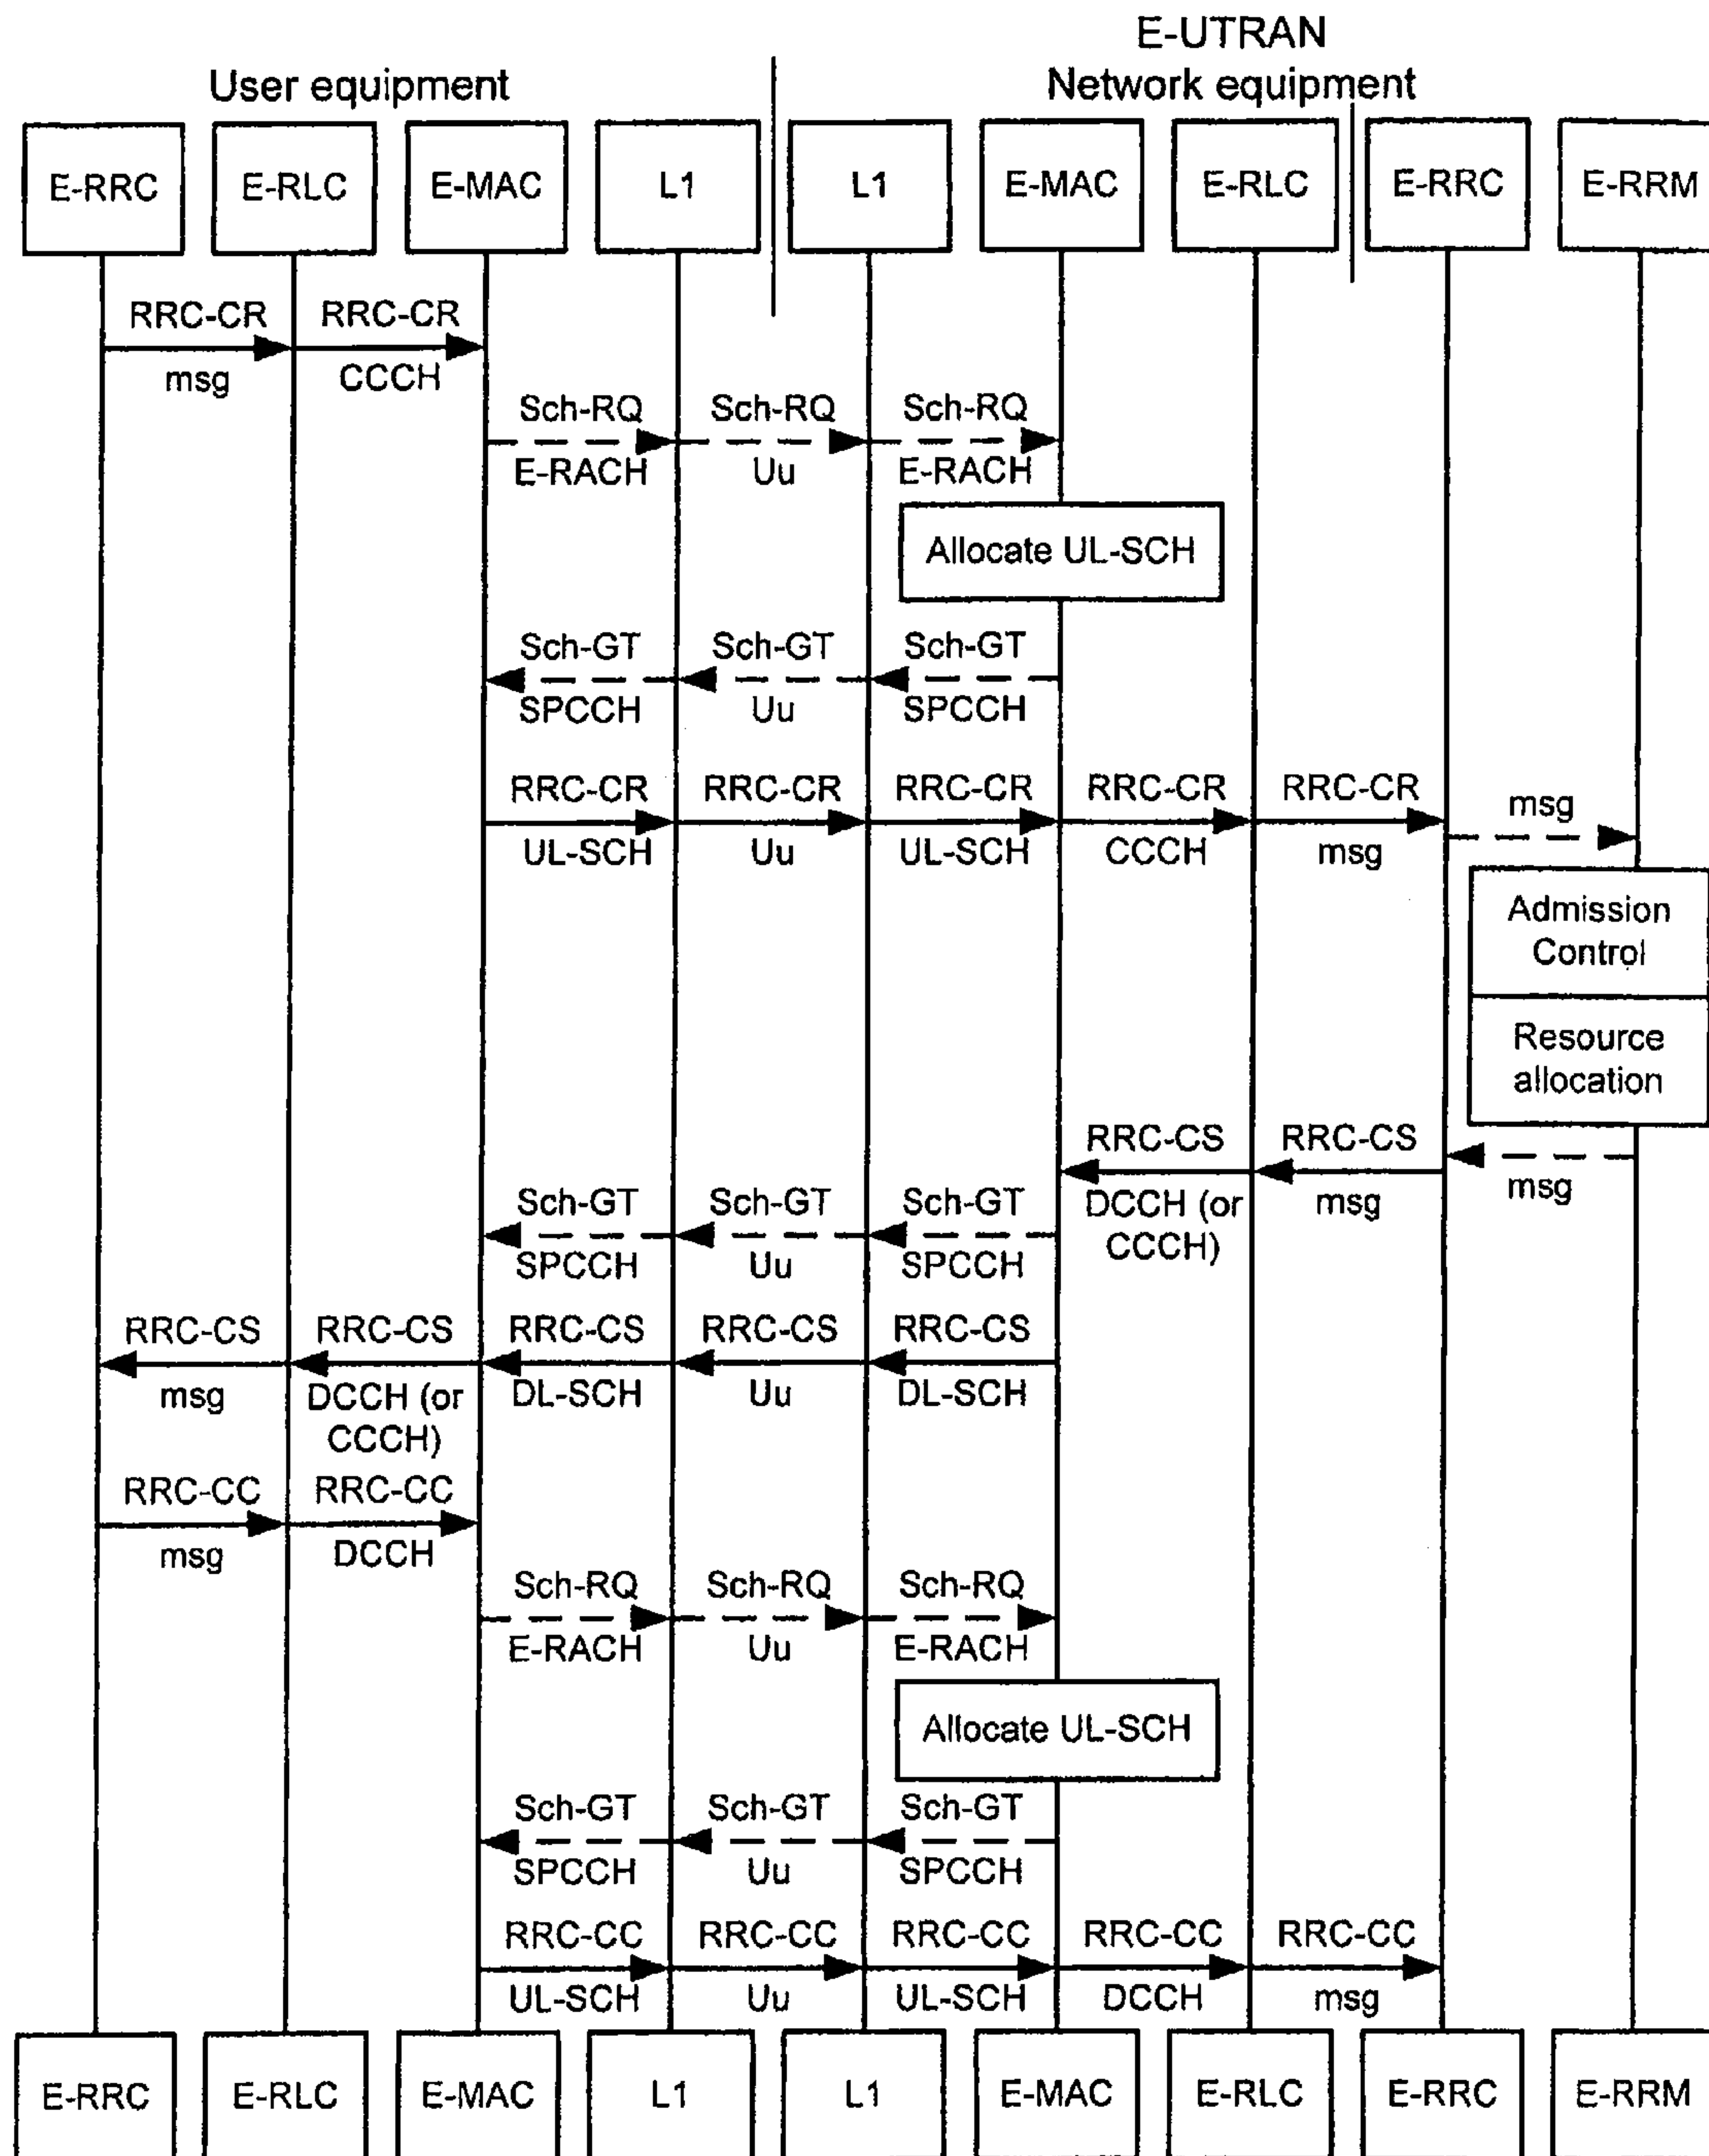 E-UTRAN
User equipment
Network equipment
E-RRC
E-RLC
E-MAC
L1
L1
E-MAC
E-RLC
E-RRC
E-RRM
RRC-CR
RRC-CR
msg
CCCH
Sch-RQ
Sch-RQ
Sch-RQ
E-RACH
Uu
E-RACH
Allocate UL-SCH
Sch-GT
Sch-GT
Sch-GT
SPCCH
Uu
SPCCH
RRC-CR
RRC-CR
RRC-CR
RRC-CR
RRC-CR
msg
UL-SCH
Uu
UL-SCH
CCCH
msg
Admission
Control
Resource
allocation
RRC-CS
RRC-CS
DCCH (or
CCCH)
msg
msg
Sch-GT
Sch-GT
Sch-GT
SPCCH
Uu
SPCCH
RRC-CS
RRC-CS
RRC-CS
RRC-CS
RRC-CS
msg
DCCH (or
CCCH)
DL-SCH
Uu
DL-SCH
RRC-CC
RRC-CC
msg
DCCH
Sch-RQ
Sch-RQ
Sch-RQ
E-RACH
Uu
E-RACH
Allocate UL-SCH
Sch-GT
Sch-GT
Sch-GT
SPCCH
Uu
SPCCH
RRC-CC
RRC-CC
RRC-CC
RRC-CC
RRC-CC
UL-SCH
Uu
UL-SCH
DCCH
msg
E-RRC
E-RLC
E-MAC
L1
L1
E-MAC
E-RLC
E-RRC
E-RRM